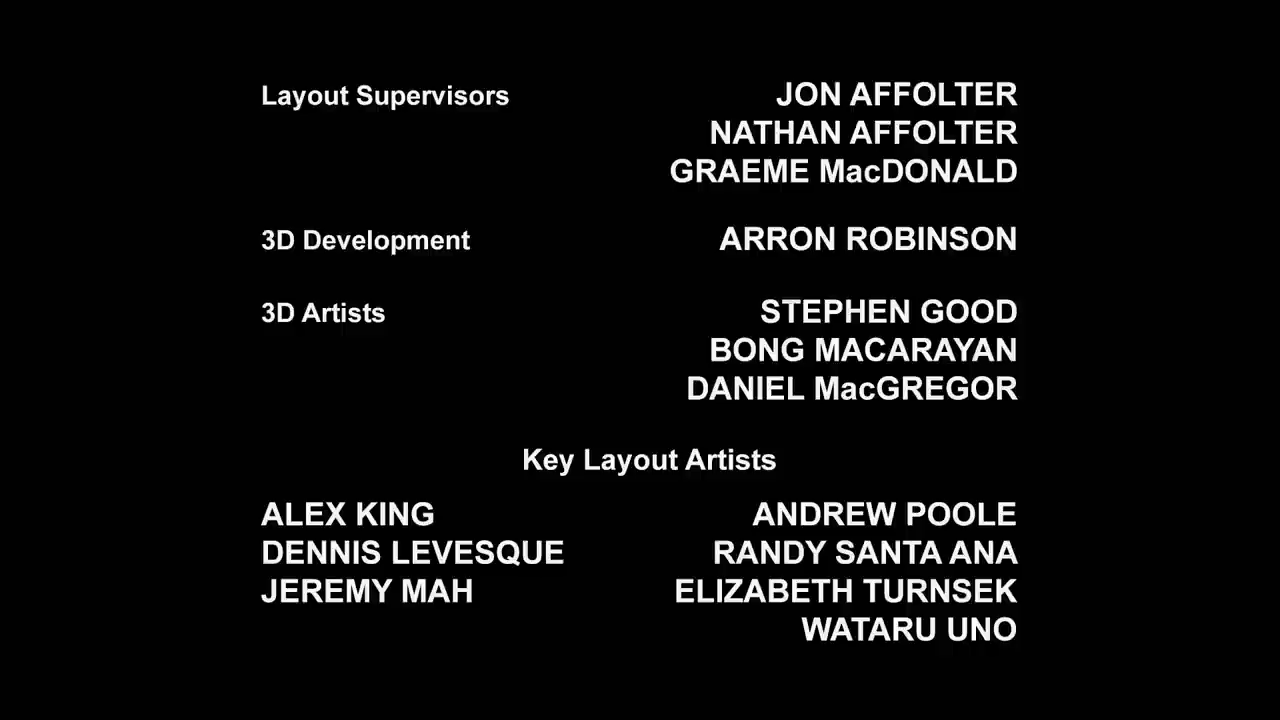 Layout Supervisors JON AFFOLTER
NATHAN AFFOLTER
GRAEME MacDONALD
3D Development ARRON ROBINSON
3D Artists STEPHEN GOOD
BONG MACARAYAN
DANIEL MacGREGOR
Key Layout Artists
ALEX KING ANDREW POOLE
DENNIS LEVESQUE RANDY SANTA ANA
JEREMY MAH ELIZABETH TURNSEK
WATARU UNO